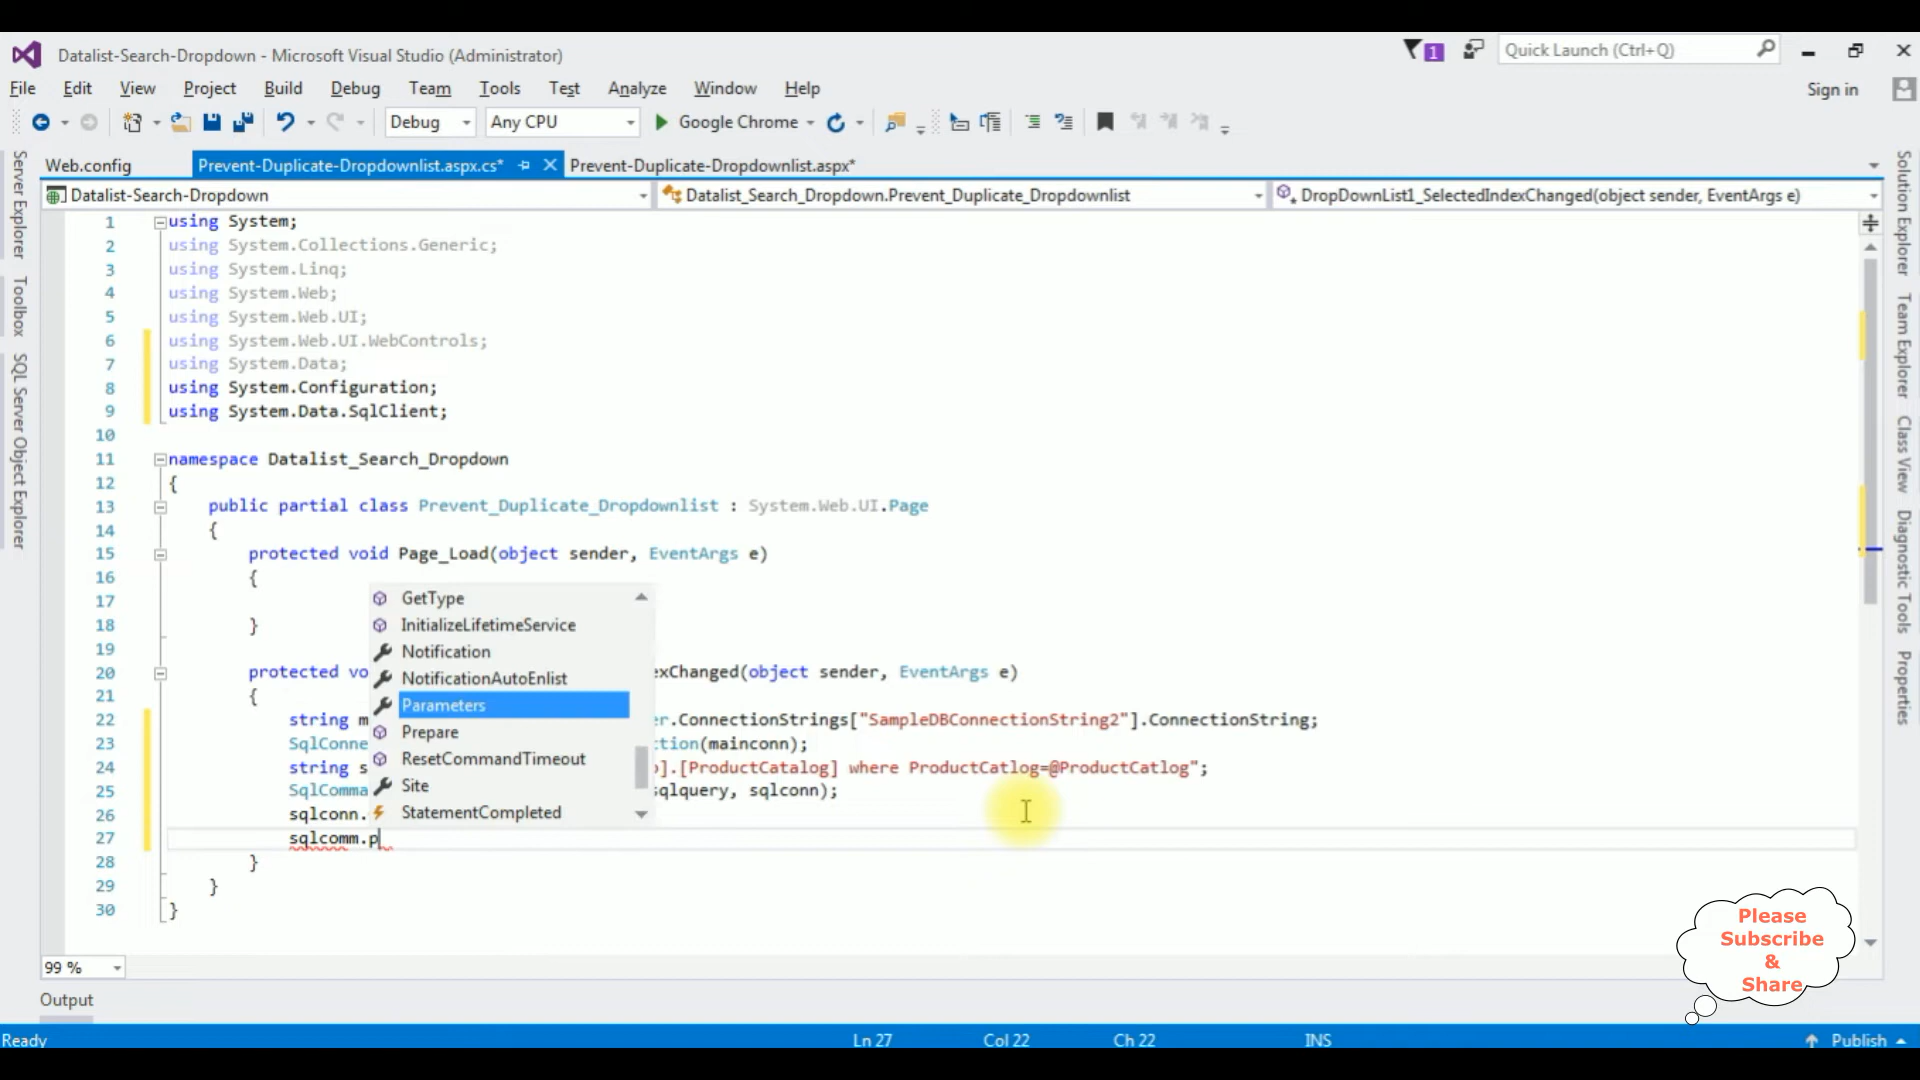 Datalist-Search-Dropdown - Microsoft Visual Studio (Administrator)
1
Quick Launch (Ctrl+Q)
File Edit View Project Build Debug Team Tools Test Analyze Window Help
Sign in
Debug Any CPU Google Chrome
Web.config Prevent-Duplicate-Dropdownlist.aspx.cs* Prevent-Duplicate-Dropdownlist.aspx*
Datalist-Search-Dropdown Datalist_Search_Dropdown.Prevent_Duplicate_Dropdownlist DropDownList1_SelectedIndexChanged(object sender, EventArgs e)
1 using System;
2 using System.Collections.Generic;
3 using System.Linq;
4 using System.Web;
5 using System.Web.UI;
6 using System.Web.UI.WebControls;
7 using System.Data;
8 using System.Configuration;
9 using System.Data.SqlClient;
10
11 namespace Datalist_Search_Dropdown
12 {
13 public partial class Prevent_Duplicate_Dropdownlist : System.Web.UI.Page
14 {
15 protected void Page_Load(object sender, EventArgs e)
16 {
17
18 }
19
20 protected vo xChanged(object sender, EventArgs e)
21 {
22 string m r.ConnectionStrings["SampleDBConnectionString2"].ConnectionString;
23 SqlConne tion(mainconn);
24 string s o].[ProductCatalog] where ProductCatlog=@ProductCatlog";
25 SqlComma sqlquery, sqlconn);
26 sqlconn.
27 sqlcomm.p
28 }
29 }
30 }
GetType
InitializeLifetimeService
Notification
NotificationAutoEnlist
Parameters
Prepare
ResetCommandTimeout
Site
StatementCompleted
Server Explorer
Toolbox
SQL Server Object Explorer
Solution Explorer
Team Explorer
Class View
Diagnostic Tools
Properties
Please
Subscribe
&
Share
99 %
Output
Ready Ln 27 Col 22 Ch 22 INS Publish